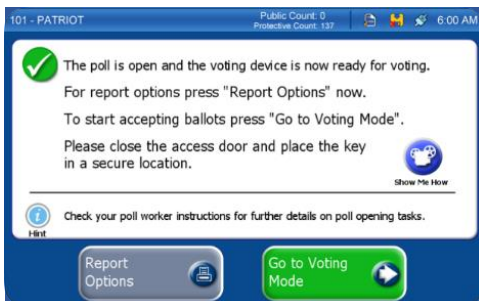 101 - PATRIOT
Public Count: 0
Protective Count: 137
6:00 AM
The poll is open and the voting device is now ready for voting.
For report options press "Report Options" now.
To start accepting ballots press "Go to Voting Mode".
Please close the access door and place the key
in a secure location.
Show Me How
Hint
Check your poll worker instructions for further details on poll opening tasks.
Report
Options
Go to Voting
Mode